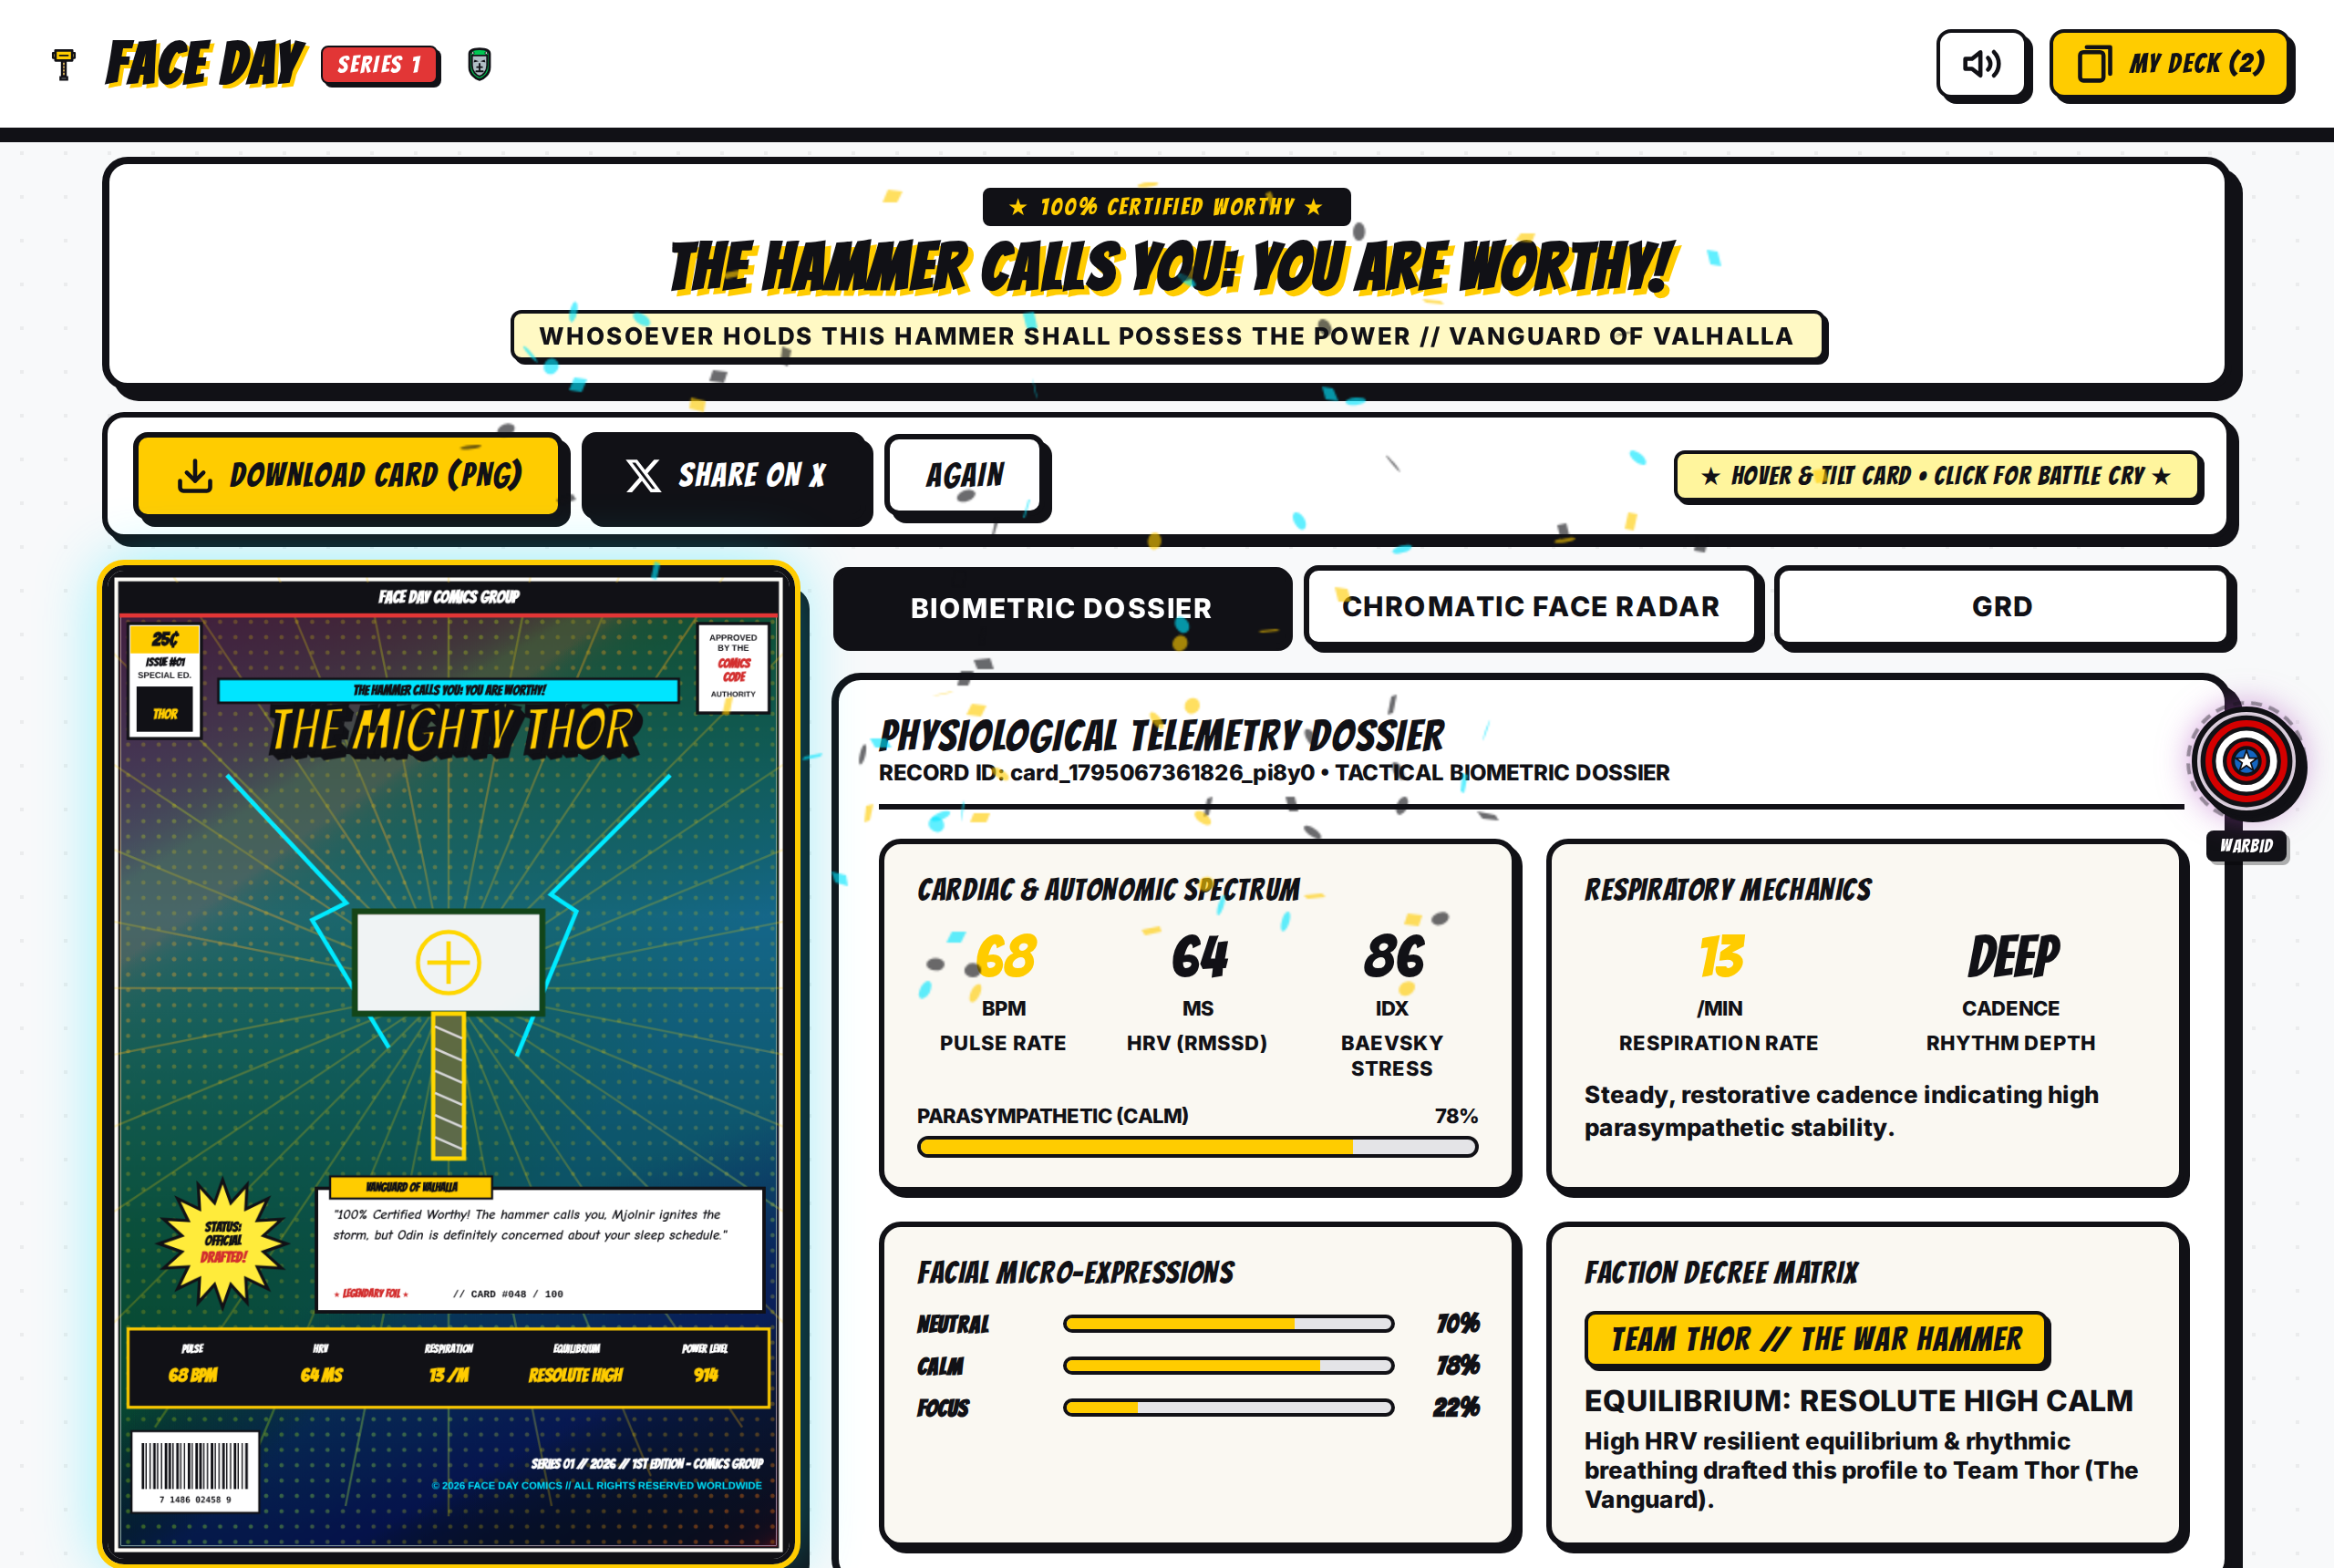 FACE DAY
SERIES 1
MY DECK (2)
★ 100% CERTIFIED WORTHY ★
THE HAMMER CALLS YOU: YOU ARE WORTHY!
WHOSOEVER HOLDS THIS HAMMER SHALL POSSESS THE POWER // VANGUARD OF VALHALLA
DOWNLOAD CARD (PNG)
SHARE ON X
AGAIN
★ HOVER & TILT CARD • CLICK FOR BATTLE CRY ★
FACE DAY COMICS GROUP
25¢
ISSUE #01
SPECIAL ED.
THOR
APPROVED
BY THE
COMICS
CODE
AUTHORITY
THE HAMMER CALLS YOU: YOU ARE WORTHY!
THE MIGHTY THOR
STATUS:
OFFICIAL
DRAFTED!
VANGUARD OF VALHALLA
"100% Certified Worthy! The hammer calls you, Mjolnir ignites the
storm, but Odin is definitely concerned about your sleep schedule."
★ LEGENDARY FOIL ★ // CARD #048 / 100
PULSE HRV RESPIRATION EQUILIBRIUM POWER LEVEL
68 BPM 64 MS 13 /M RESOLUTE HIGH 914
7 1486 02458 9
SERIES 01 // 2026 // 1ST EDITION - COMICS GROUP
© 2026 FACE DAY COMICS // ALL RIGHTS RESERVED WORLDWIDE
BIOMETRIC DOSSIER
CHROMATIC FACE RADAR
GRD
PHYSIOLOGICAL TELEMETRY DOSSIER
RECORD ID: card_1795067361826_pi8y0 • TACTICAL BIOMETRIC DOSSIER
WARBID
CARDIAC & AUTONOMIC SPECTRUM
68 64 86
BPM MS IDX
PULSE RATE HRV (RMSSD) BAEVSKY
STRESS
PARASYMPATHETIC (CALM) 78%
RESPIRATORY MECHANICS
13 DEEP
/MIN CADENCE
RESPIRATION RATE RHYTHM DEPTH
Steady, restorative cadence indicating high
parasympathetic stability.
FACIAL MICRO-EXPRESSIONS
NEUTRAL 70%
CALM 78%
FOCUS 22%
FACTION DECREE MATRIX
TEAM THOR // THE WAR HAMMER
EQUILIBRIUM: RESOLUTE HIGH CALM
High HRV resilient equilibrium & rhythmic
breathing drafted this profile to Team Thor (The
Vanguard).